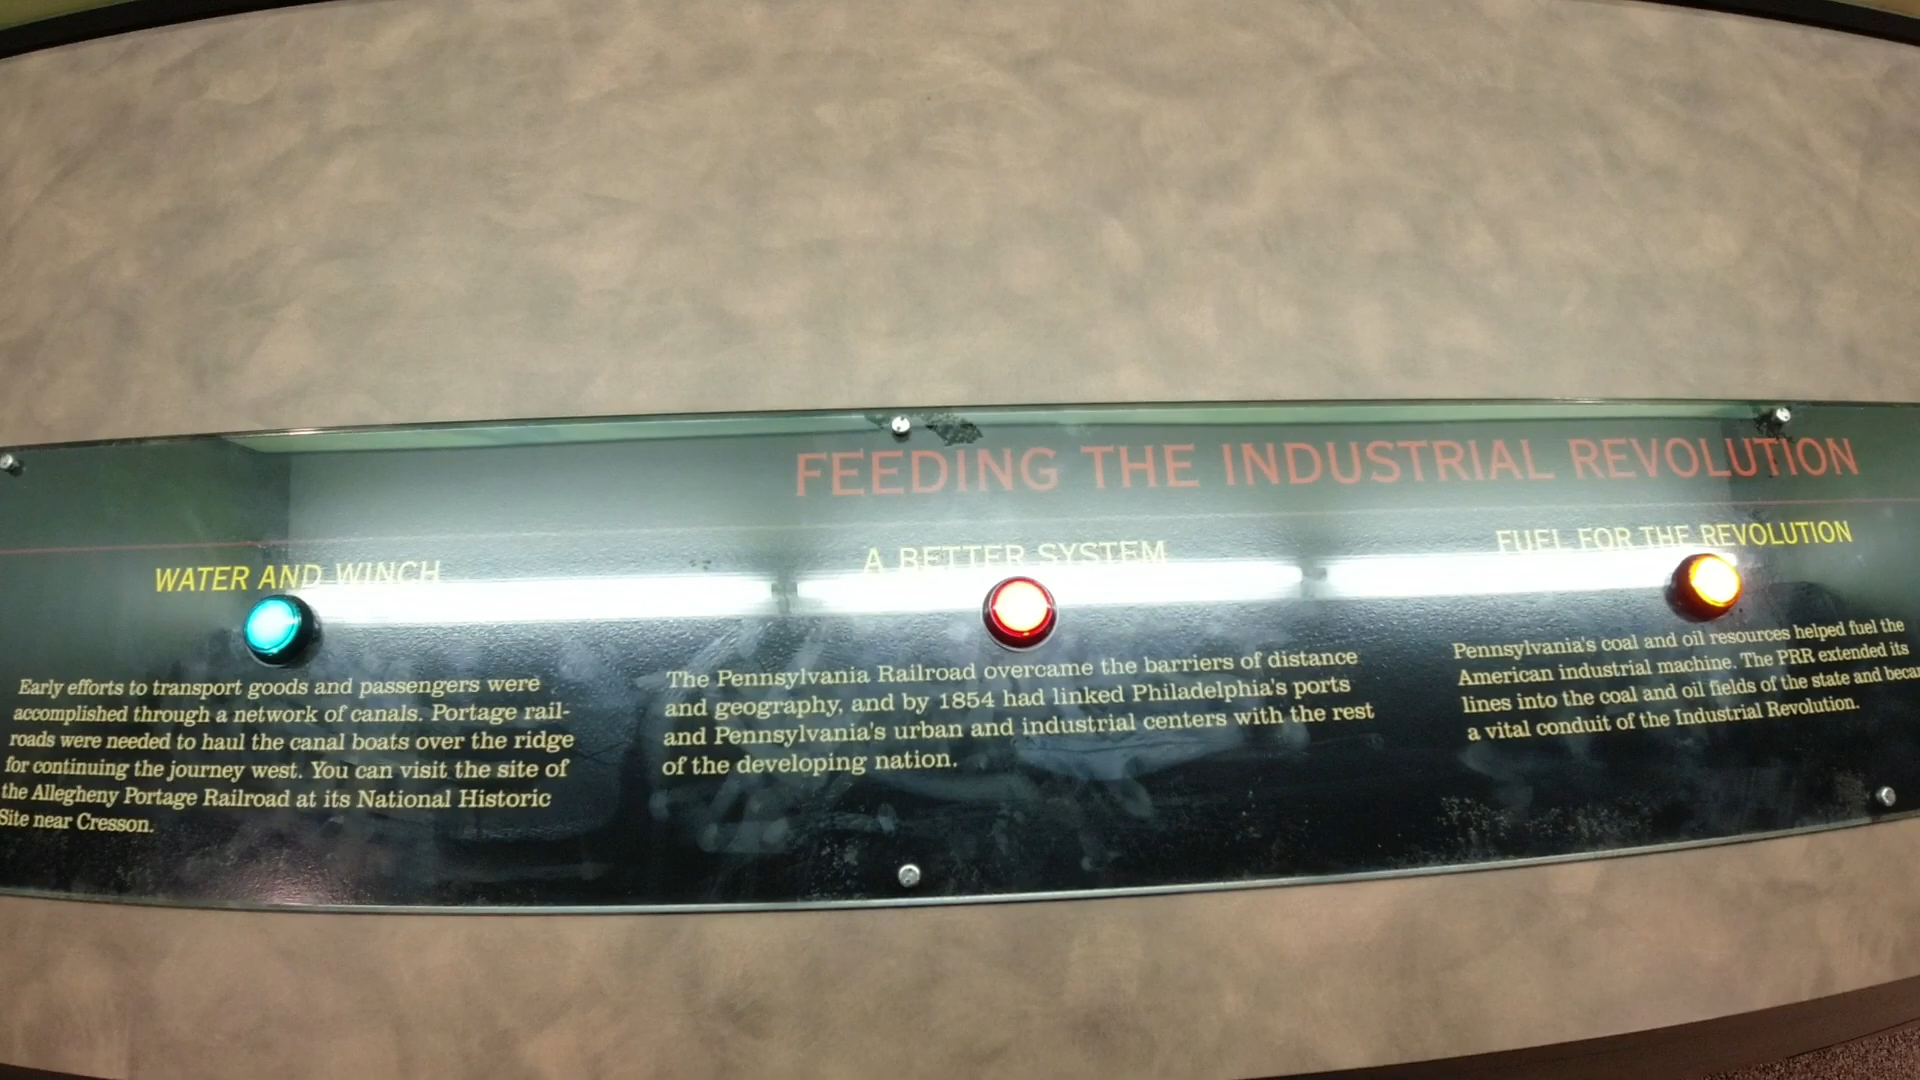 FEEDING THE INDUSTRIAL REVOLUTION
WATER AND WINCH
Early efforts to transport goods and passengers were
accomplished through a network of canals. Portage rail-
roads were needed to haul the canal boats over the ridge
for continuing the journey west. You can visit the site of
the Allegheny Portage Railroad at its National Historic
Site near Cresson.
A BETTER SYSTEM
The Pennsylvania Railroad overcame the barriers of distance
and geography, and by 1854 had linked Philadelphia's ports
and Pennsylvania's urban and industrial centers with the rest
of the developing nation.
FUEL FOR THE REVOLUTION
Pennsylvania's coal and oil resources helped fuel the
American industrial machine. The PRR extended its
lines into the coal and oil fields of the state and becam
a vital conduit of the Industrial Revolution.